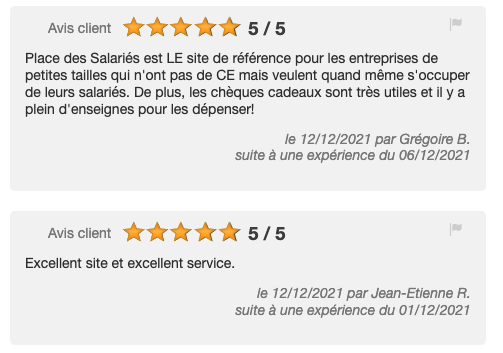 Avis client 5 / 5
Place des Salariés est LE site de référence pour les entreprises de
petites tailles qui n'ont pas de CE mais veulent quand même s'occuper
de leurs salariés. De plus, les chèques cadeaux sont très utiles et il y a
plein d'enseignes pour les dépenser!
le 12/12/2021 par Grégoire B.
suite à une expérience du 06/12/2021
Avis client 5 / 5
Excellent site et excellent service.
le 12/12/2021 par Jean-Etienne R.
suite à une expérience du 01/12/2021